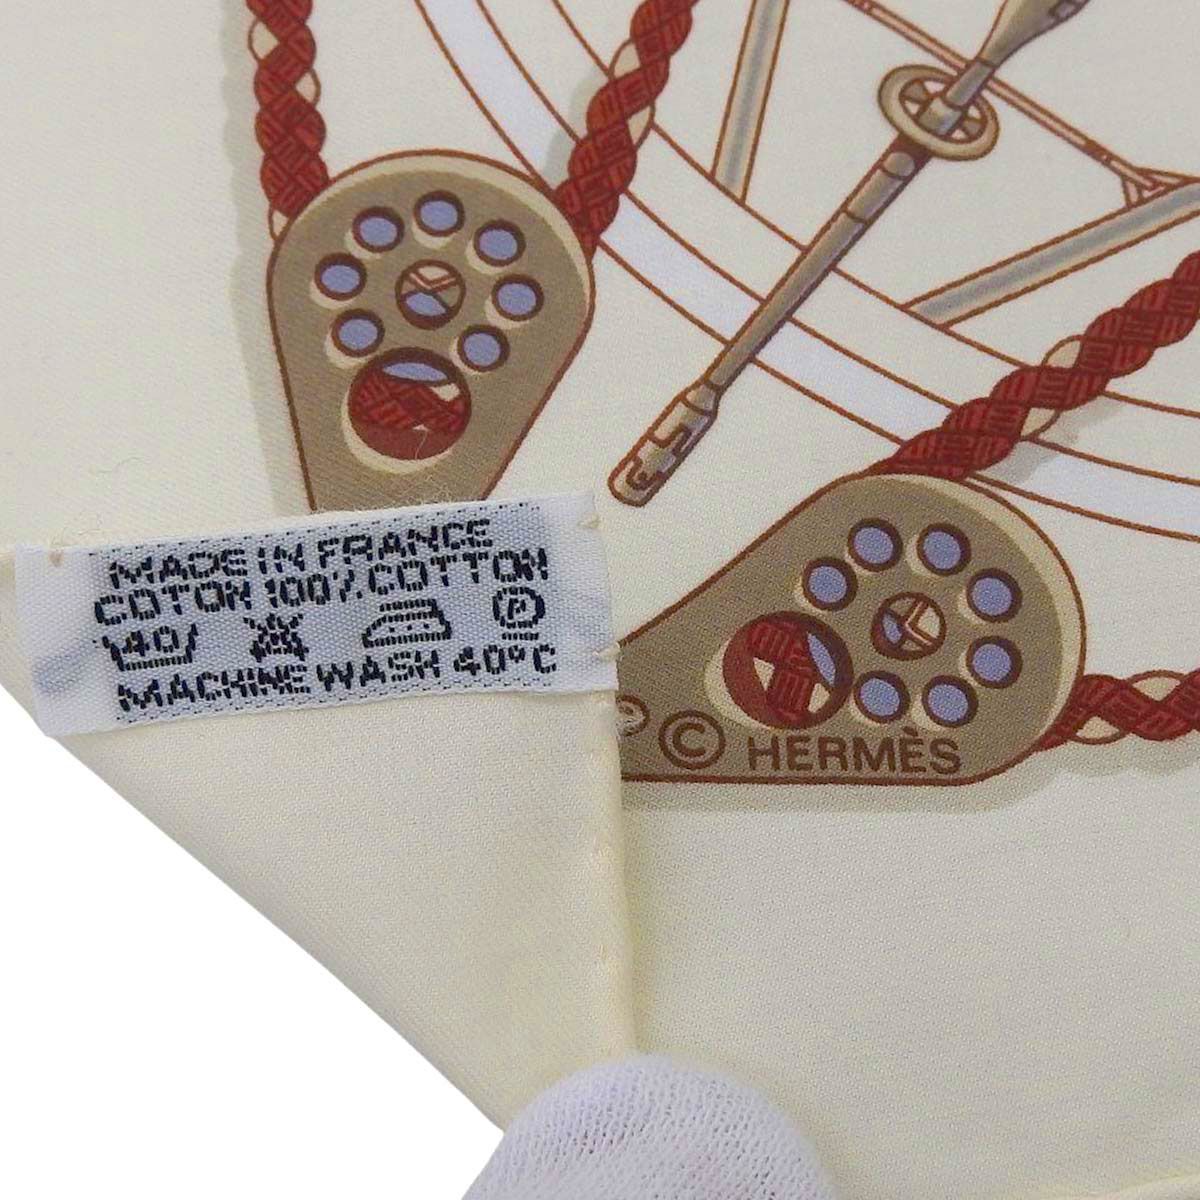 MADE IN FRANCE
COTON 100% COTTON
40 P
MACHINE WASH 40°C
© HERMÈS